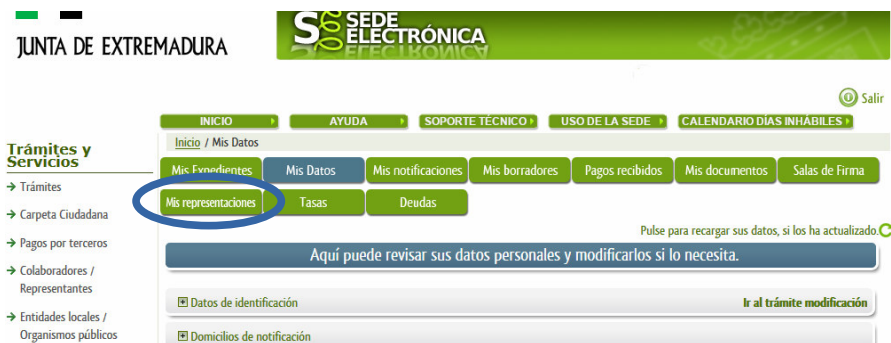 JUNTA DE EXTREMADURA
SEDE
ELECTRÓNICA
Salir
INICIO
AYUDA
SOPORTE TÉCNICO
USO DE LA SEDE
CALENDARIO DÍAS INHÁBILES
Inicio / Mis Datos
Trámites y
Servicios
Trámites
Carpeta Ciudadana
Pagos por terceros
Colaboradores /
Representantes
Entidades locales /
Organismos públicos
Mis Expedientes
Mis Datos
Mis notificaciones
Mis borradores
Pagos recibidos
Mis documentos
Salas de Firma
Mis representaciones
Tasas
Deudas
Pulse para recargar sus datos, si los ha actualizado.
Aquí puede revisar sus datos personales y modificarlos si lo necesita.
Datos de identificación
Ir al trámite modificación
Domicilios de notificación